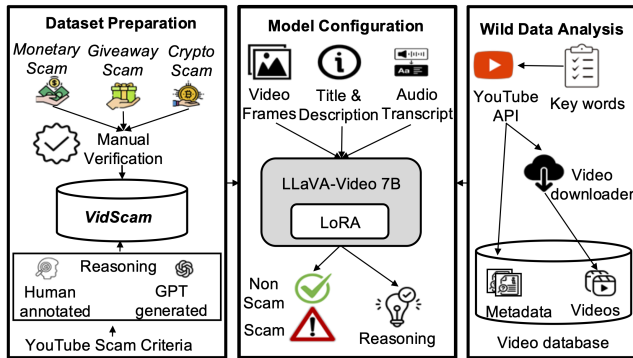 Dataset Preparation
Monetary Scam
Giveaway Scam
Crypto Scam
Manual
Verification
VidScam
Reasoning
Human annotated
GPT generated
YouTube Scam Criteria
Model Configuration
Video Frames
Title & Description
Audio Transcript
Aa
LLaVA-Video 7B
LoRA
Non Scam
Scam
Reasoning
Wild Data Analysis
YouTube API
Key words
Video downloader
Metadata
Videos
Video database